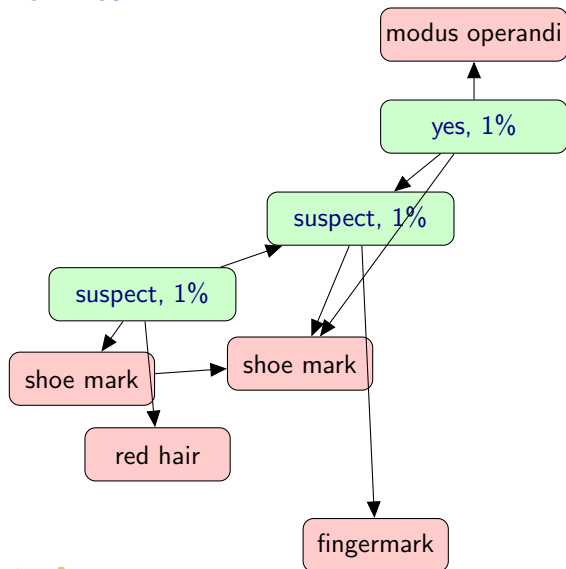 modus operandi
yes, 1%
suspect, 1%
suspect, 1%
shoe mark
shoe mark
red hair
fingermark